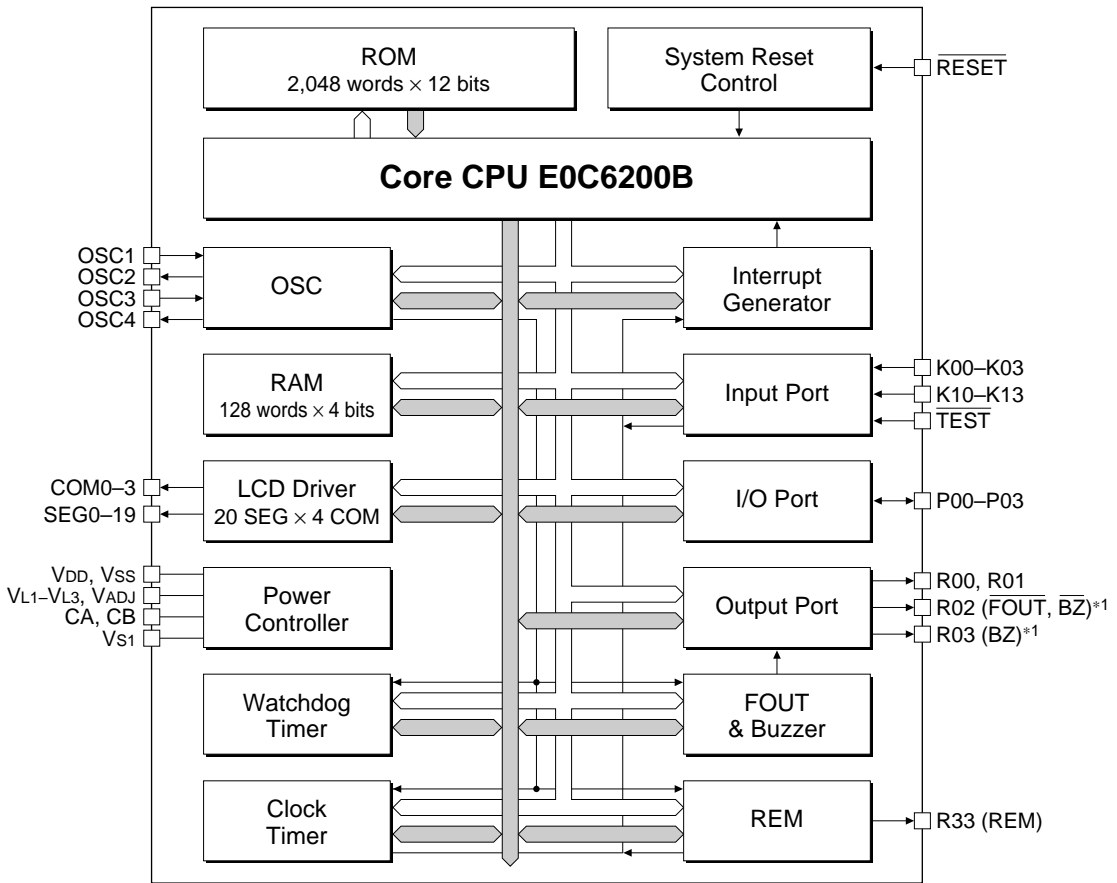 ROM
2,048 words × 12 bits
System Reset
Control
RESET
Core CPU E0C6200B
OSC1
OSC2
OSC3
OSC4
OSC
Interrupt
Generator
RAM
128 words × 4 bits
Input Port
K00–K03
K10–K13
TEST
COM0–3
SEG0–19
LCD Driver
20 SEG × 4 COM
I/O Port
P00–P03
VDD, VSS
VL1–VL3, VADJ
CA, CB
VS1
Power
Controller
Output Port
R00, R01
R02 (FOUT, BZ)*1
R03 (BZ)*1
Watchdog
Timer
FOUT
& Buzzer
Clock
Timer
REM
R33 (REM)